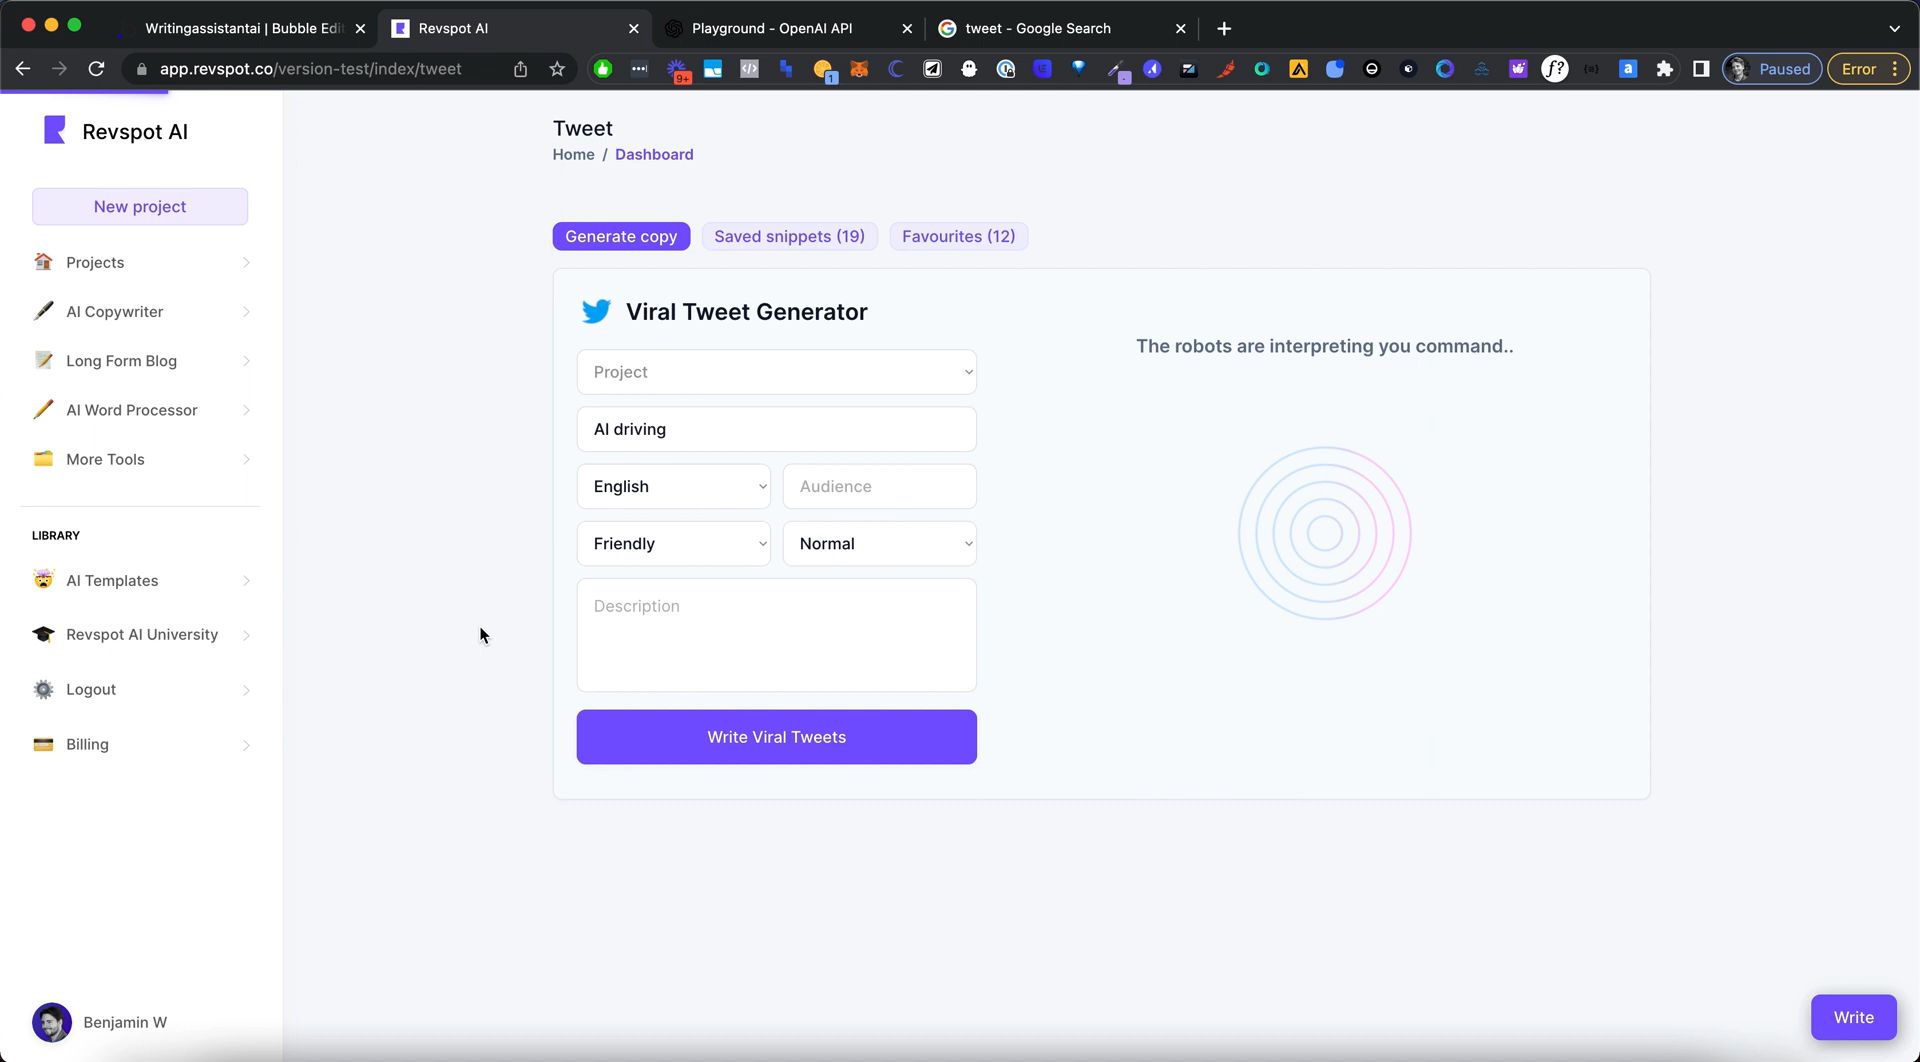 Writingassistantai | Bubble Edit
Revspot AI
Playground - OpenAI API
tweet - Google Search
app.revspot.co/version-test/index/tweet
9+
1
Paused
Error
Revspot AI
New project
Projects
AI Copywriter
Long Form Blog
AI Word Processor
More Tools
LIBRARY
AI Templates
Revspot AI University
Logout
Billing
Benjamin W
Tweet
Home / Dashboard
Generate copy
Saved snippets (19)
Favourites (12)
Viral Tweet Generator
Project
AI driving
English
Audience
Friendly
Normal
Description
Write Viral Tweets
The robots are interpreting you command..
Write